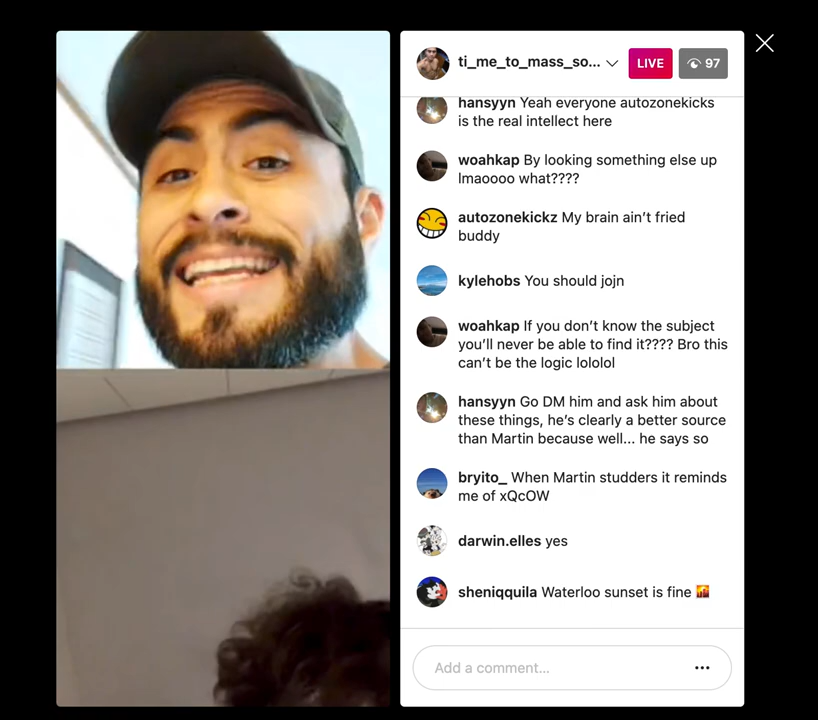 ti_me_to_mass_so...
LIVE
97
hansyyn Yeah everyone autozonekicks
is the real intellect here
woahkap By looking something else up
lmaoooo what????
autozonekickz My brain ain’t fried
buddy
kylehobs You should jojn
woahkap If you don’t know the subject
you’ll never be able to find it???? Bro this
can’t be the logic lololol
hansyyn Go DM him and ask him about
these things, he’s clearly a better source
than Martin because well... he says so
bryito_ When Martin studders it reminds
me of xQcOW
darwin.elles yes
sheniqquila Waterloo sunset is fine 🌇
Add a comment...